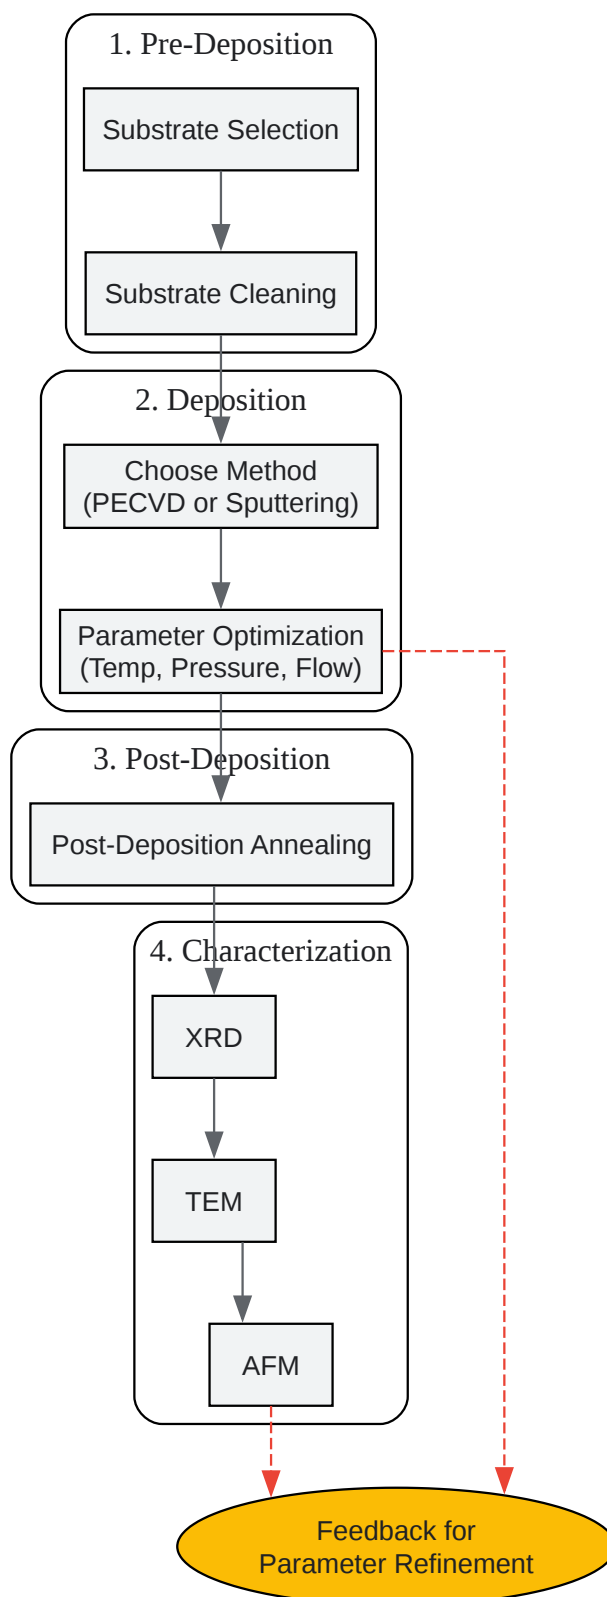 1. Pre-Deposition
Substrate Selection
Substrate Cleaning
2. Deposition
Choose Method
(PECVD or Sputtering)
Parameter Optimization
(Temp, Pressure, Flow)
3. Post-Deposition
Post-Deposition Annealing
4. Characterization
XRD
TEM
AFM
Feedback for
Parameter Refinement